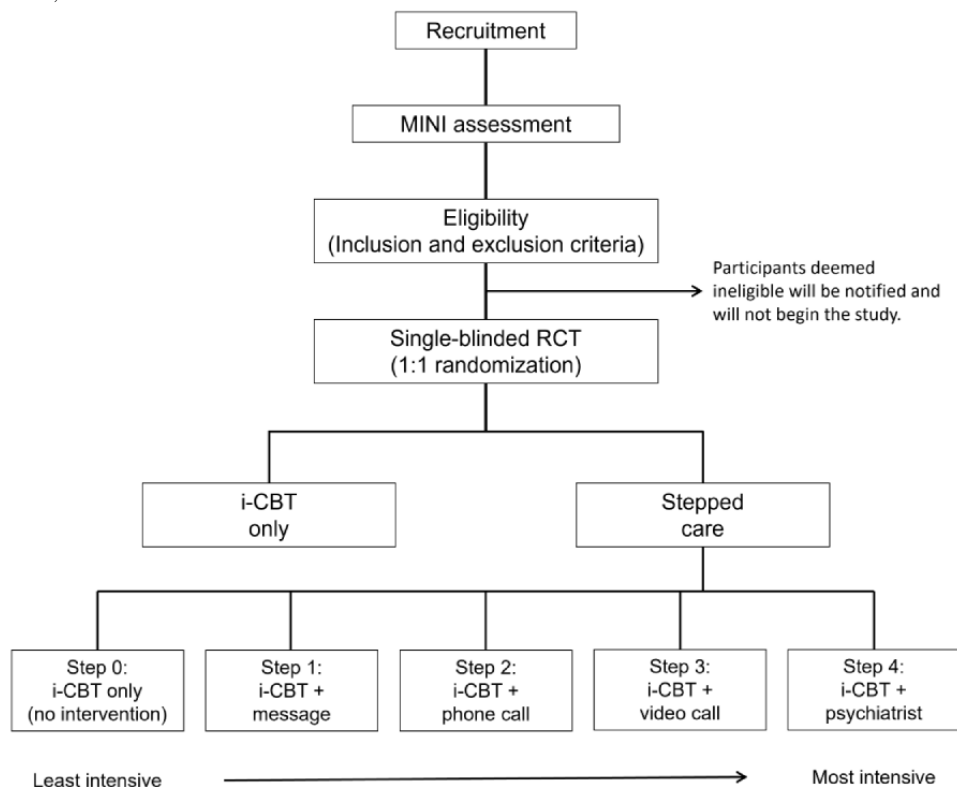 Recruitment
MINI assessment
Eligibility
(Inclusion and exclusion criteria)
Participants deemed
ineligible will be notified and
will not begin the study.
Single-blinded RCT
(1:1 randomization)
i-CBT
only
Stepped
care
Step 0:
i-CBT only
(no intervention)
Step 1:
i-CBT +
message
Step 2:
i-CBT +
phone call
Step 3:
i-CBT +
video call
Step 4:
i-CBT +
psychiatrist
Least intensive
Most intensive